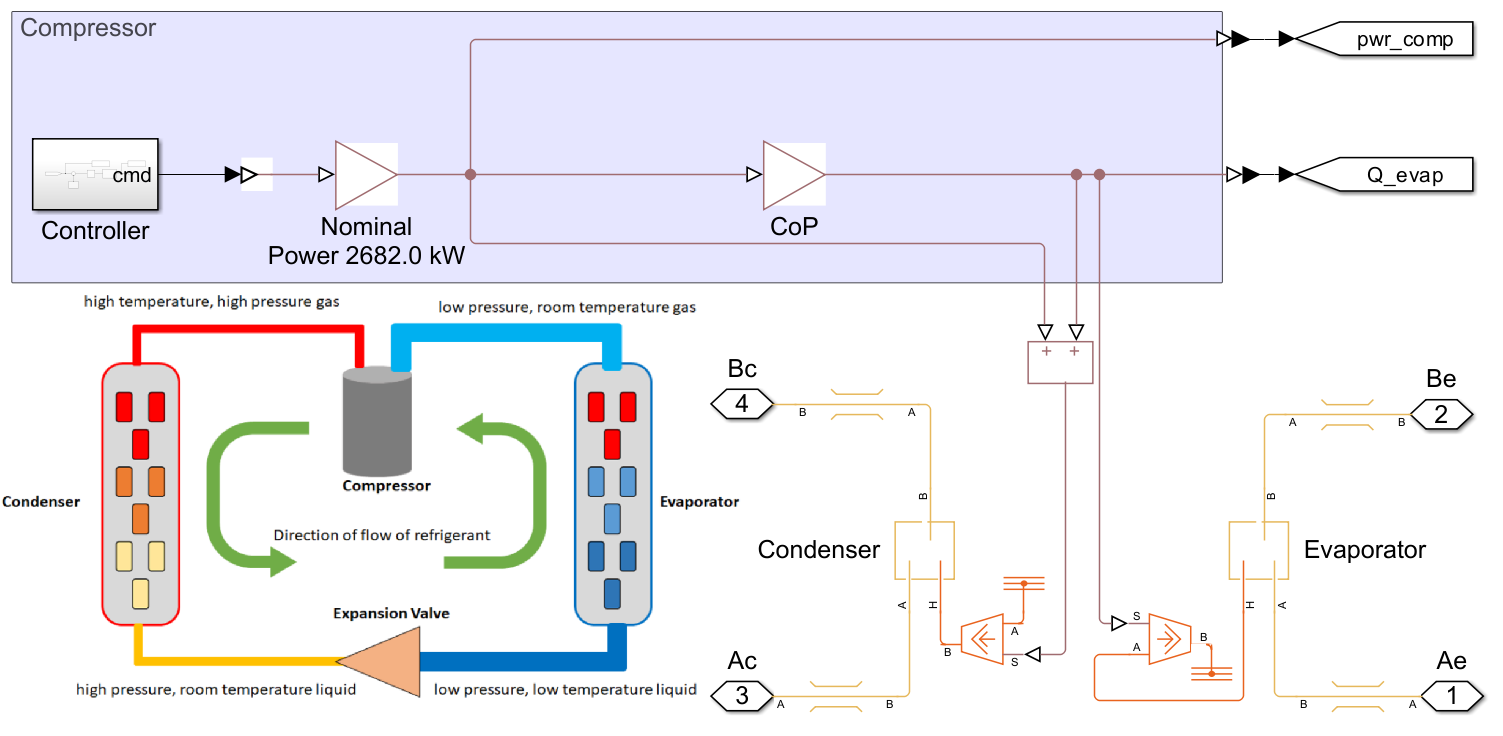 Compressor
pwr_comp
cmd
Controller
Nominal
Power 2682.0 kW
CoP
Q_evap
high temperature, high pressure gas
low pressure, room temperature gas
Compressor
Condenser
Evaporator
Direction of flow of refrigerant
Expansion Valve
high pressure, room temperature liquid
low pressure, low temperature liquid
+ +
Bc
4
B A
B
Condenser
A H
B A S
Ac
3
A B
Be
2
A B
B
Evaporator
H A
S A B
Ae
1
B A